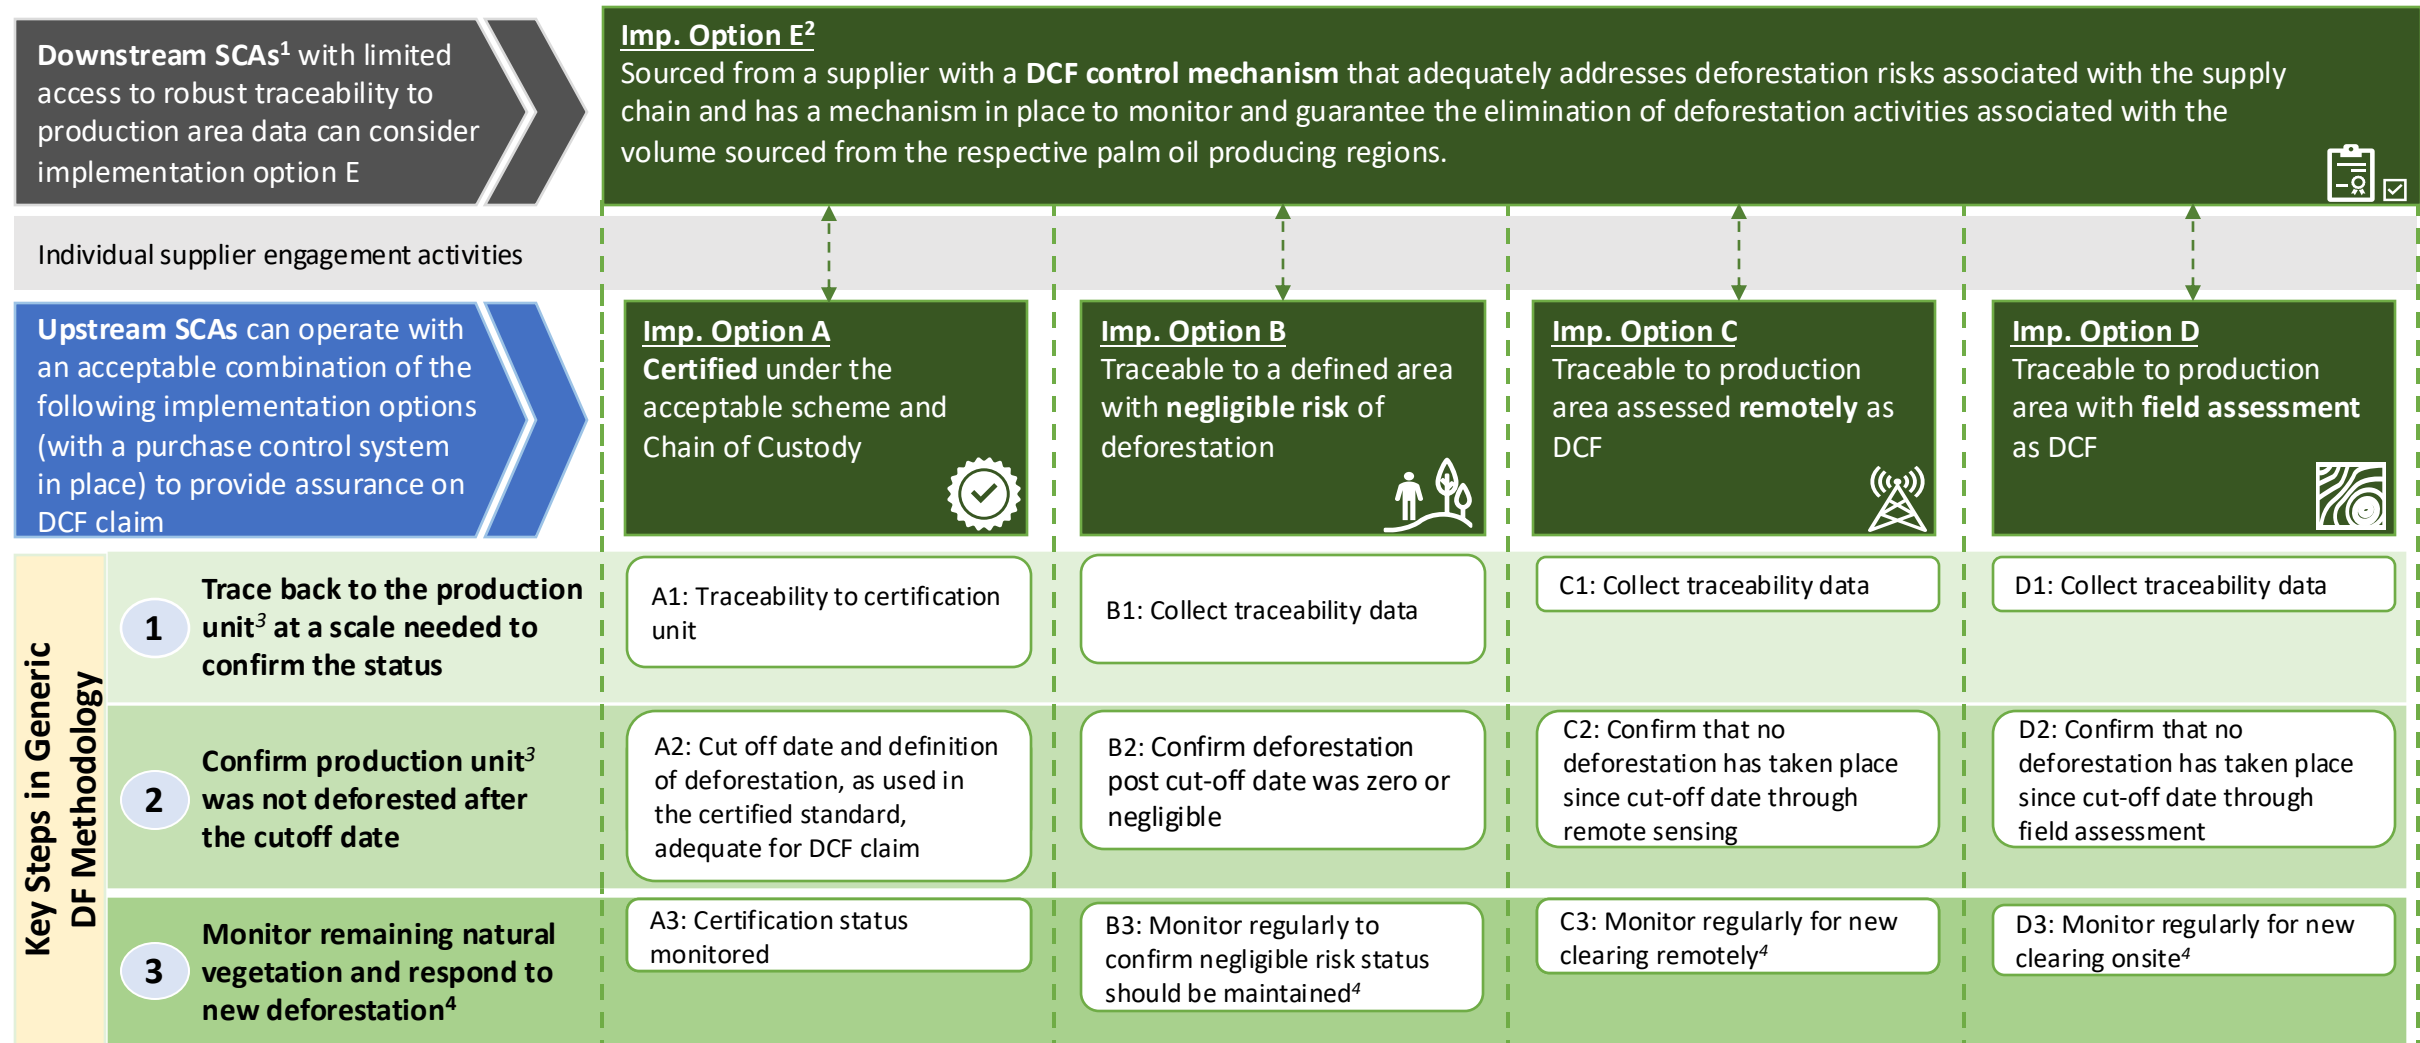 Downstream SCAs¹ with limited
access to robust traceability to
production area data can consider
implementation option E
Imp. Option E²
Sourced from a supplier with a DCF control mechanism that adequately addresses deforestation risks associated with the supply
chain and has a mechanism in place to monitor and guarantee the elimination of deforestation activities associated with the
volume sourced from the respective palm oil producing regions.
Individual supplier engagement activities
Upstream SCAs can operate with
an acceptable combination of the
following implementation options
(with a purchase control system
in place) to provide assurance on
DCF claim
Imp. Option A
Certified under the
acceptable scheme and
Chain of Custody
Imp. Option B
Traceable to a defined area
with negligible risk of
deforestation
Imp. Option C
Traceable to production
area assessed remotely as
DCF
Imp. Option D
Traceable to production
area with field assessment
as DCF
Key Steps in Generic
DF Methodology
1
Trace back to the production
unit³ at a scale needed to
confirm the status
A1: Traceability to certification
unit
B1: Collect traceability data
C1: Collect traceability data
D1: Collect traceability data
2
Confirm production unit³
was not deforested after
the cutoff date
A2: Cut off date and definition
of deforestation, as used in
the certified standard,
adequate for DCF claim
B2: Confirm deforestation
post cut-off date was zero or
negligible
C2: Confirm that no
deforestation has taken place
since cut-off date through
remote sensing
D2: Confirm that no
deforestation has taken place
since cut-off date through
field assessment
3
Monitor remaining natural
vegetation and respond to
new deforestation⁴
A3: Certification status
monitored
B3: Monitor regularly to
confirm negligible risk status
should be maintained⁴
C3: Monitor regularly for new
clearing remotely⁴
D3: Monitor regularly for new
clearing onsite⁴